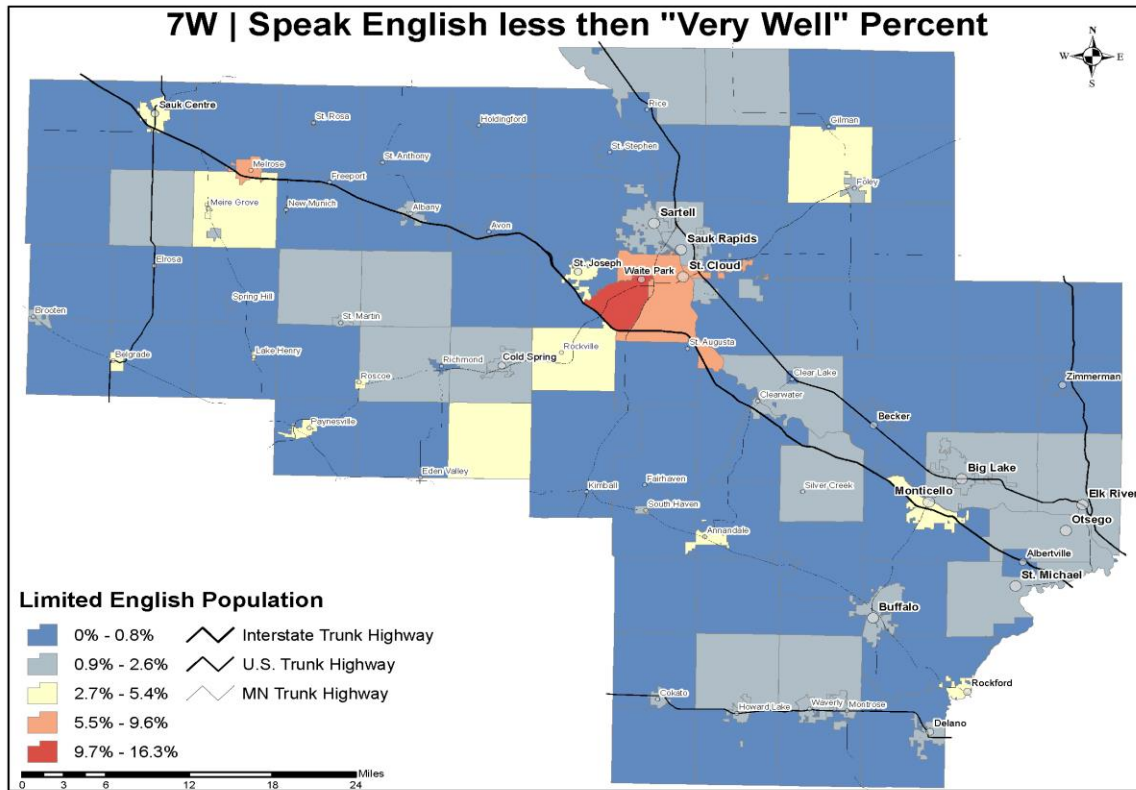 7W | Speak English less then "Very Well" Percent
N
W E
S
Sauk Centre
St. Rosa
Holdingford
Rice
Gilman
St. Stephen
St. Anthony
Melrose
Freeport
Foley
Meire Grove
New Munich
Albany
Avon
Sartell
Sauk Rapids
St. Joseph
Waite Park
St. Cloud
Elrosa
Spring Hill
Brooten
St. Martin
Belgrade
Lake Henry
Richmond
Cold Spring
Rockville
St. Augusta
Roscoe
Clear Lake
Zimmerman
Clearwater
Becker
Paynesville
Eden Valley
Kimball
Fairhaven
Silver Creek
Big Lake
Monticello
Elk River
South Haven
Otsego
Annandale
Albertville
St. Michael
Buffalo
Rockford
Cokato
Howard Lake
Waverly
Montrose
Delano
Limited English Population
0% - 0.8%
Interstate Trunk Highway
0.9% - 2.6%
U.S. Trunk Highway
2.7% - 5.4%
MN Trunk Highway
5.5% - 9.6%
9.7% - 16.3%
Miles
0 3 6 12 18 24